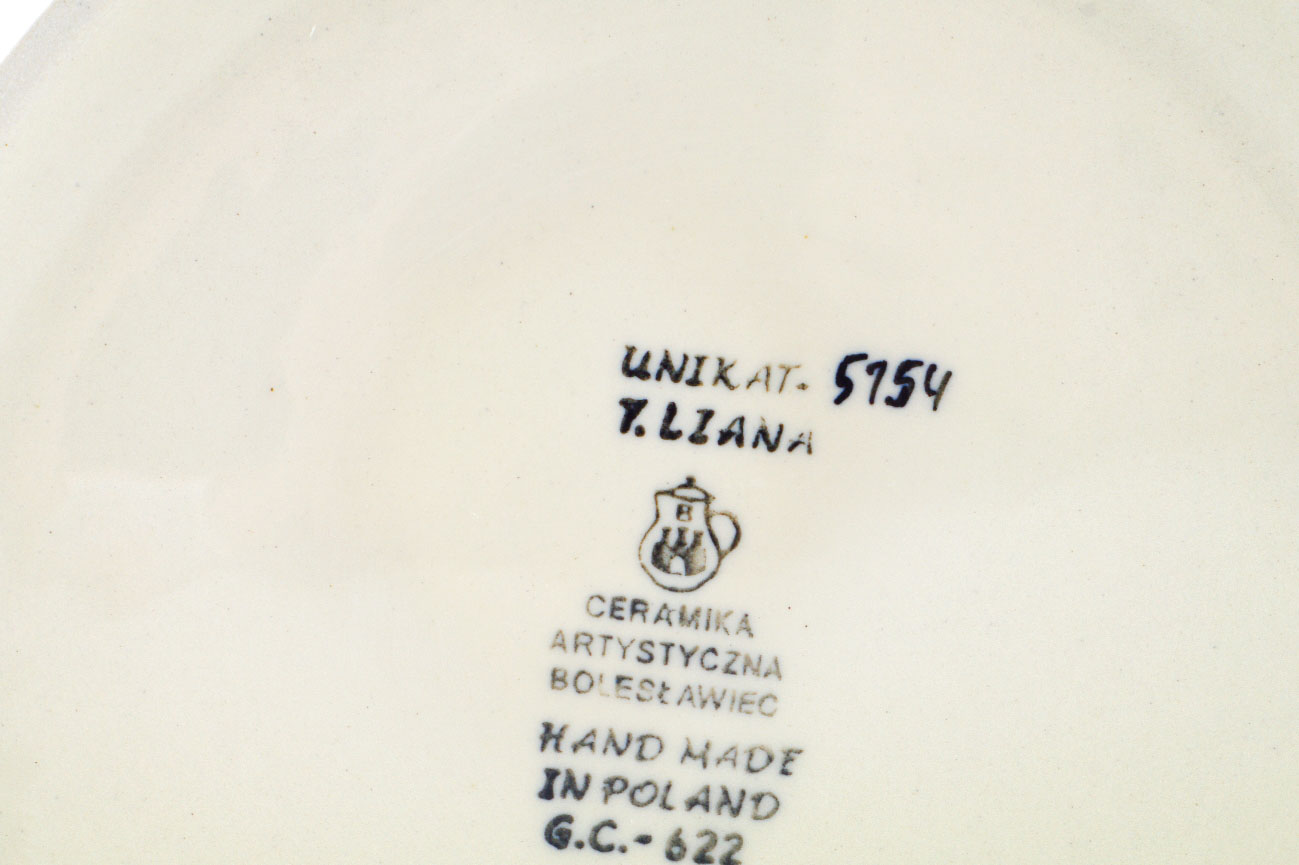 UNIKAT. 5154
T. LIANA
B
CERAMIKA
ARTYSTYCZNA
BOLESŁAWIEC
HAND MADE
IN POLAND
G.C.- 622